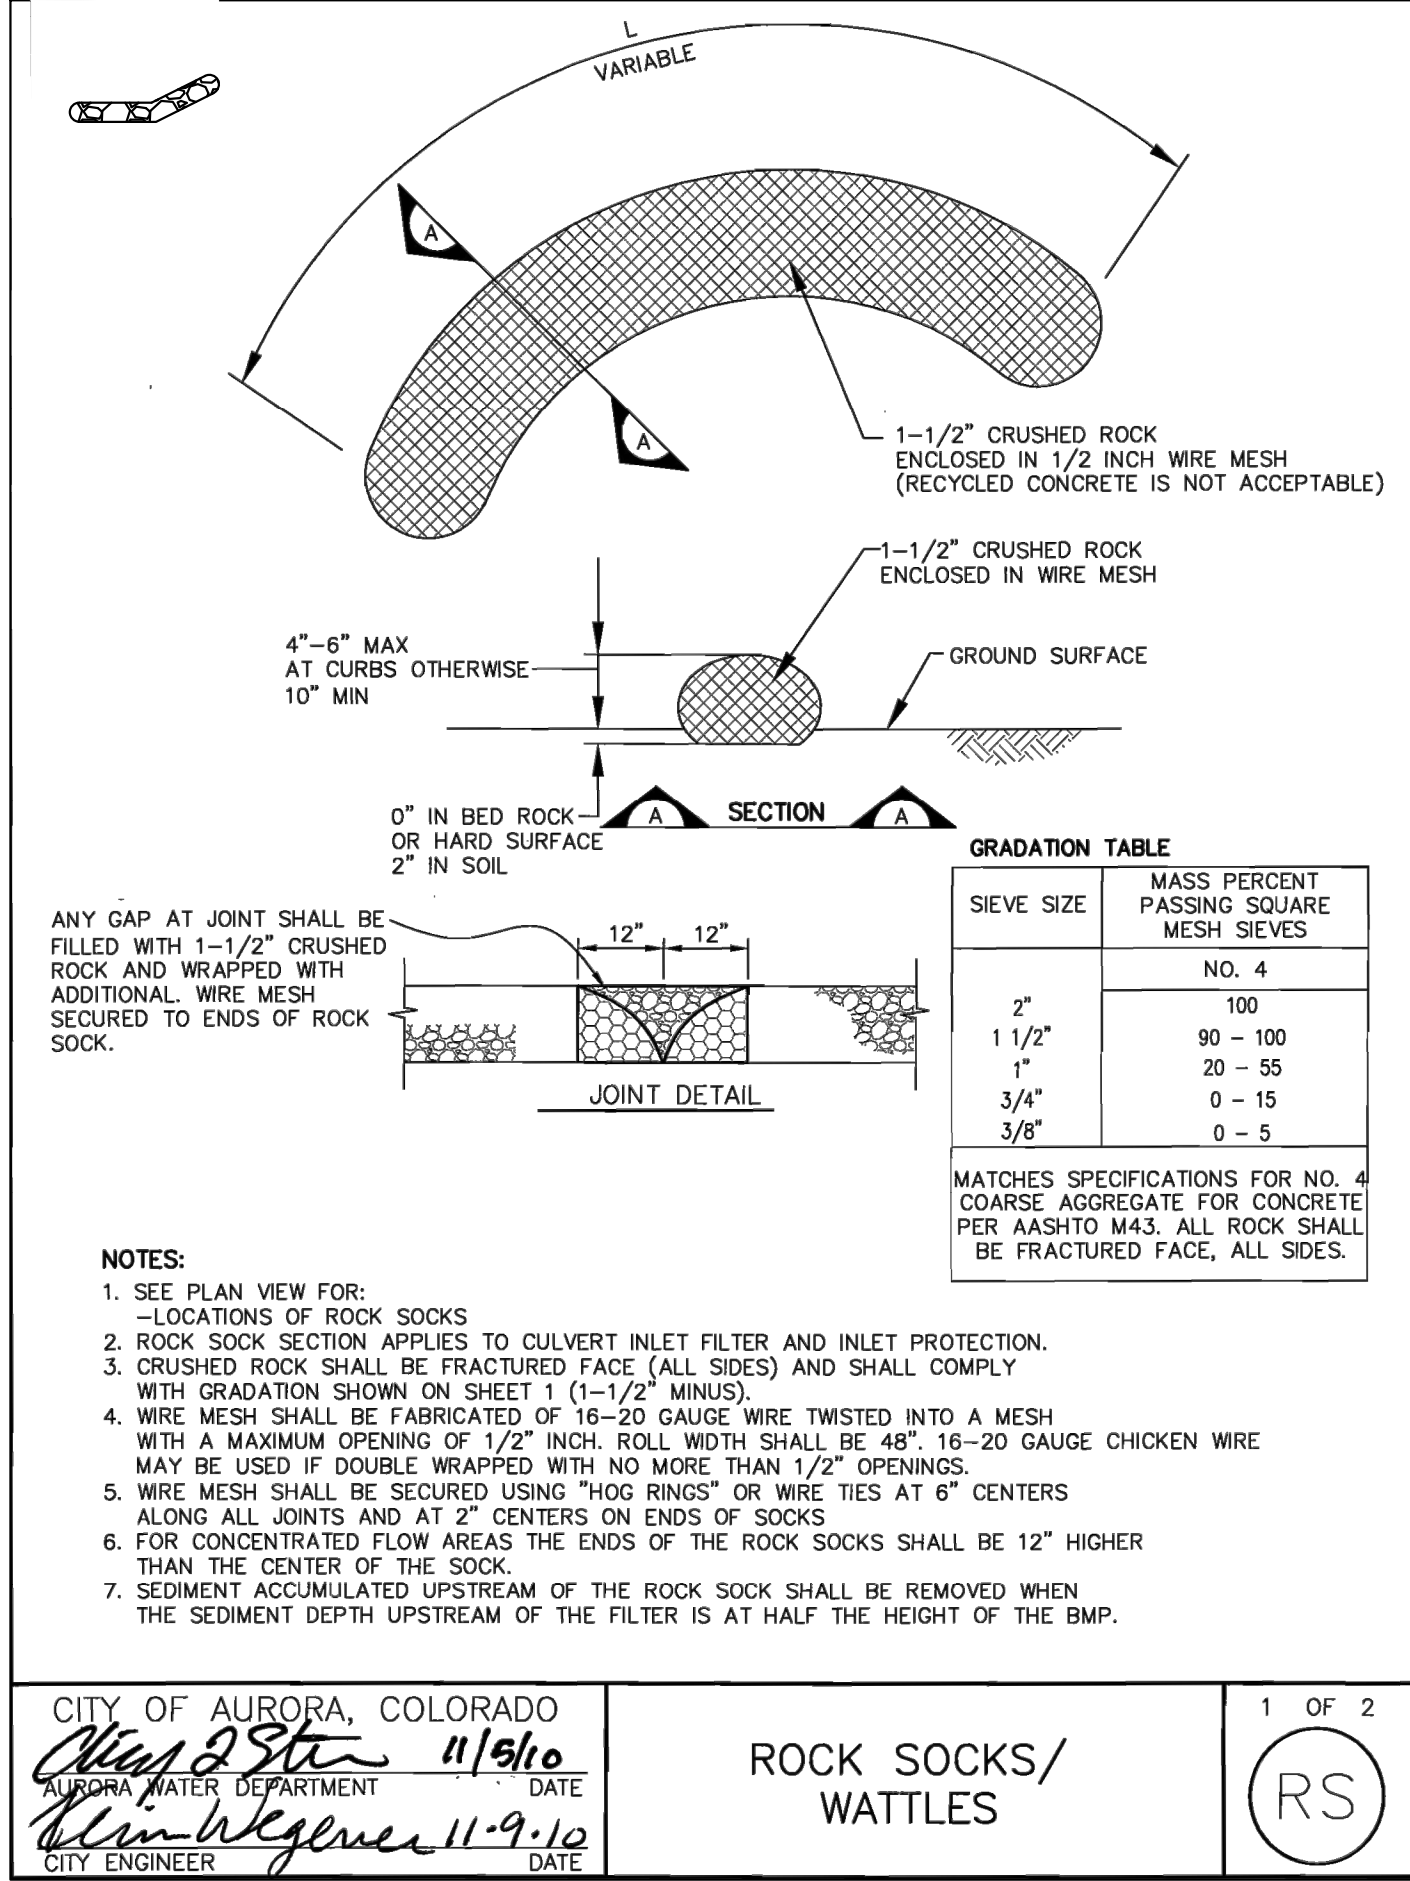 L
VARIABLE
A
A
1-1/2" CRUSHED ROCK
ENCLOSED IN 1/2 INCH WIRE MESH
(RECYCLED CONCRETE IS NOT ACCEPTABLE)
1-1/2" CRUSHED ROCK
ENCLOSED IN WIRE MESH
4"-6" MAX
AT CURBS OTHERWISE
10" MIN
GROUND SURFACE
0" IN BED ROCK
OR HARD SURFACE
2" IN SOIL
A SECTION A
GRADATION TABLE
SIEVE SIZE
MASS PERCENT
PASSING SQUARE
MESH SIEVES
NO. 4
2" 100
1 1/2" 90 - 100
1" 20 - 55
3/4" 0 - 15
3/8" 0 - 5
MATCHES SPECIFICATIONS FOR NO. 4
COARSE AGGREGATE FOR CONCRETE
PER AASHTO M43. ALL ROCK SHALL
BE FRACTURED FACE, ALL SIDES.
ANY GAP AT JOINT SHALL BE
FILLED WITH 1-1/2" CRUSHED
ROCK AND WRAPPED WITH
ADDITIONAL. WIRE MESH
SECURED TO ENDS OF ROCK
SOCK.
12" 12"
JOINT DETAIL
NOTES:
1. SEE PLAN VIEW FOR:
-LOCATIONS OF ROCK SOCKS
2. ROCK SOCK SECTION APPLIES TO CULVERT INLET FILTER AND INLET PROTECTION.
3. CRUSHED ROCK SHALL BE FRACTURED FACE (ALL SIDES) AND SHALL COMPLY
WITH GRADATION SHOWN ON SHEET 1 (1-1/2" MINUS).
4. WIRE MESH SHALL BE FABRICATED OF 16-20 GAUGE WIRE TWISTED INTO A MESH
WITH A MAXIMUM OPENING OF 1/2" INCH. ROLL WIDTH SHALL BE 48". 16-20 GAUGE CHICKEN WIRE
MAY BE USED IF DOUBLE WRAPPED WITH NO MORE THAN 1/2" OPENINGS.
5. WIRE MESH SHALL BE SECURED USING "HOG RINGS" OR WIRE TIES AT 6" CENTERS
ALONG ALL JOINTS AND AT 2" CENTERS ON ENDS OF SOCKS
6. FOR CONCENTRATED FLOW AREAS THE ENDS OF THE ROCK SOCKS SHALL BE 12" HIGHER
THAN THE CENTER OF THE SOCK.
7. SEDIMENT ACCUMULATED UPSTREAM OF THE ROCK SOCK SHALL BE REMOVED WHEN
THE SEDIMENT DEPTH UPSTREAM OF THE FILTER IS AT HALF THE HEIGHT OF THE BMP.
CITY OF AURORA, COLORADO
11/5/10
AURORA WATER DEPARTMENT DATE
Wegener 11-9-10
CITY ENGINEER DATE
ROCK SOCKS/
WATTLES
1 OF 2
RS